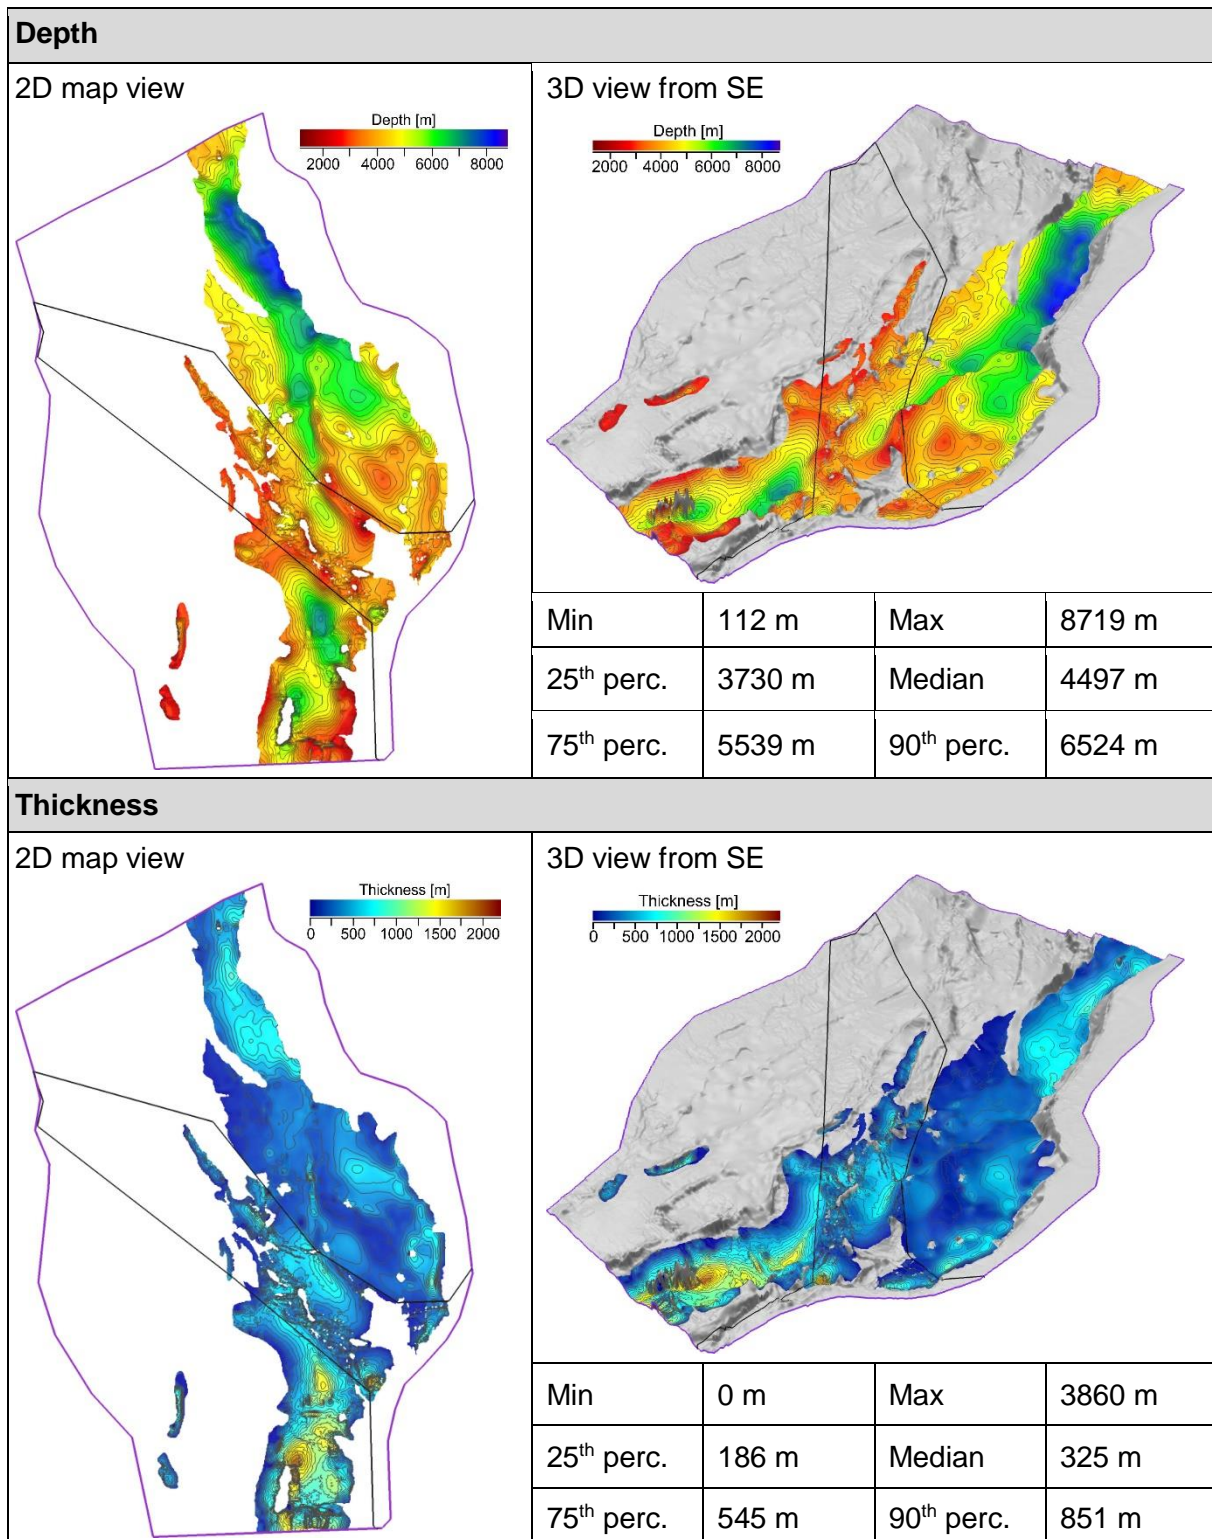 Depth
2D map view
Depth [m]
2000 4000 6000 8000
3D view from SE
Depth [m]
2000 4000 6000 8000
Min 112 m Max 8719 m
25th perc. 3730 m Median 4497 m
75th perc. 5539 m 90th perc. 6524 m
Thickness
2D map view
Thickness [m]
0 500 1000 1500 2000
3D view from SE
Thickness [m]
0 500 1000 1500 2000
Min 0 m Max 3860 m
25th perc. 186 m Median 325 m
75th perc. 545 m 90th perc. 851 m